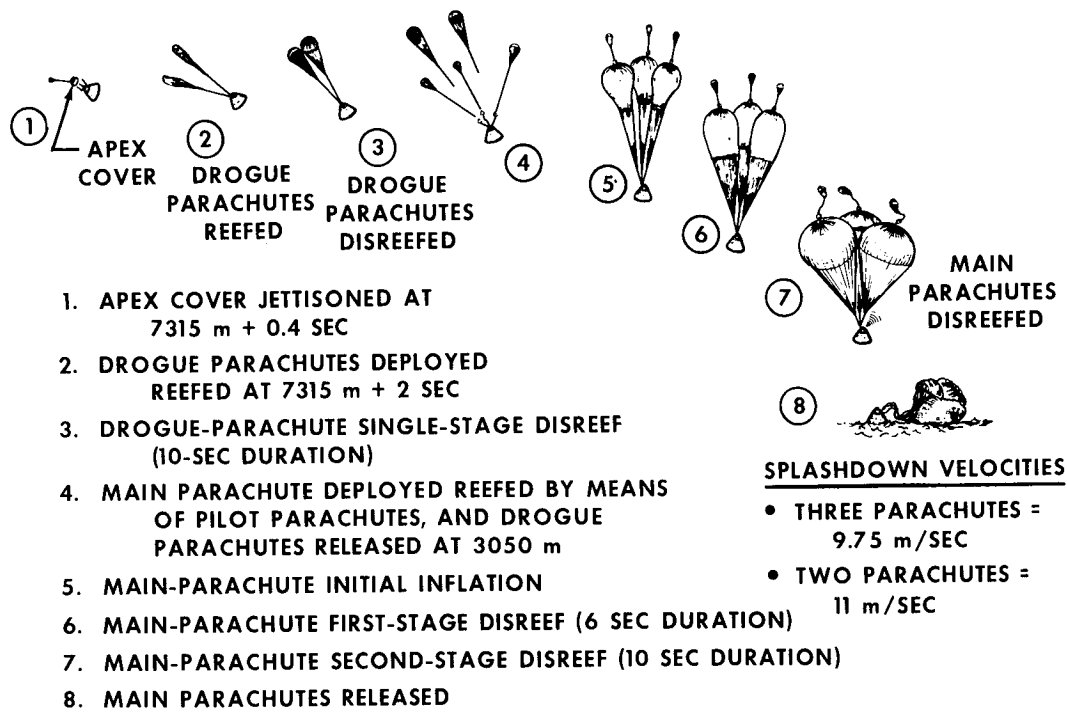 1
APEX
COVER
2
DROGUE
PARACHUTES
REEFED
3
DROGUE
PARACHUTES
DISREEFED
4
5
6
7
MAIN
PARACHUTES
DISREEFED
8
1. APEX COVER JETTISONED AT
7315 m + 0.4 SEC
2. DROGUE PARACHUTES DEPLOYED
REEFED AT 7315 m + 2 SEC
3. DROGUE-PARACHUTE SINGLE-STAGE DISREEF
(10-SEC DURATION)
4. MAIN PARACHUTE DEPLOYED REEFED BY MEANS
OF PILOT PARACHUTES, AND DROGUE
PARACHUTES RELEASED AT 3050 m
5. MAIN-PARACHUTE INITIAL INFLATION
6. MAIN-PARACHUTE FIRST-STAGE DISREEF (6 SEC DURATION)
7. MAIN-PARACHUTE SECOND-STAGE DISREEF (10 SEC DURATION)
8. MAIN PARACHUTES RELEASED
SPLASHDOWN VELOCITIES
• THREE PARACHUTES =
9.75 m/SEC
• TWO PARACHUTES =
11 m/SEC